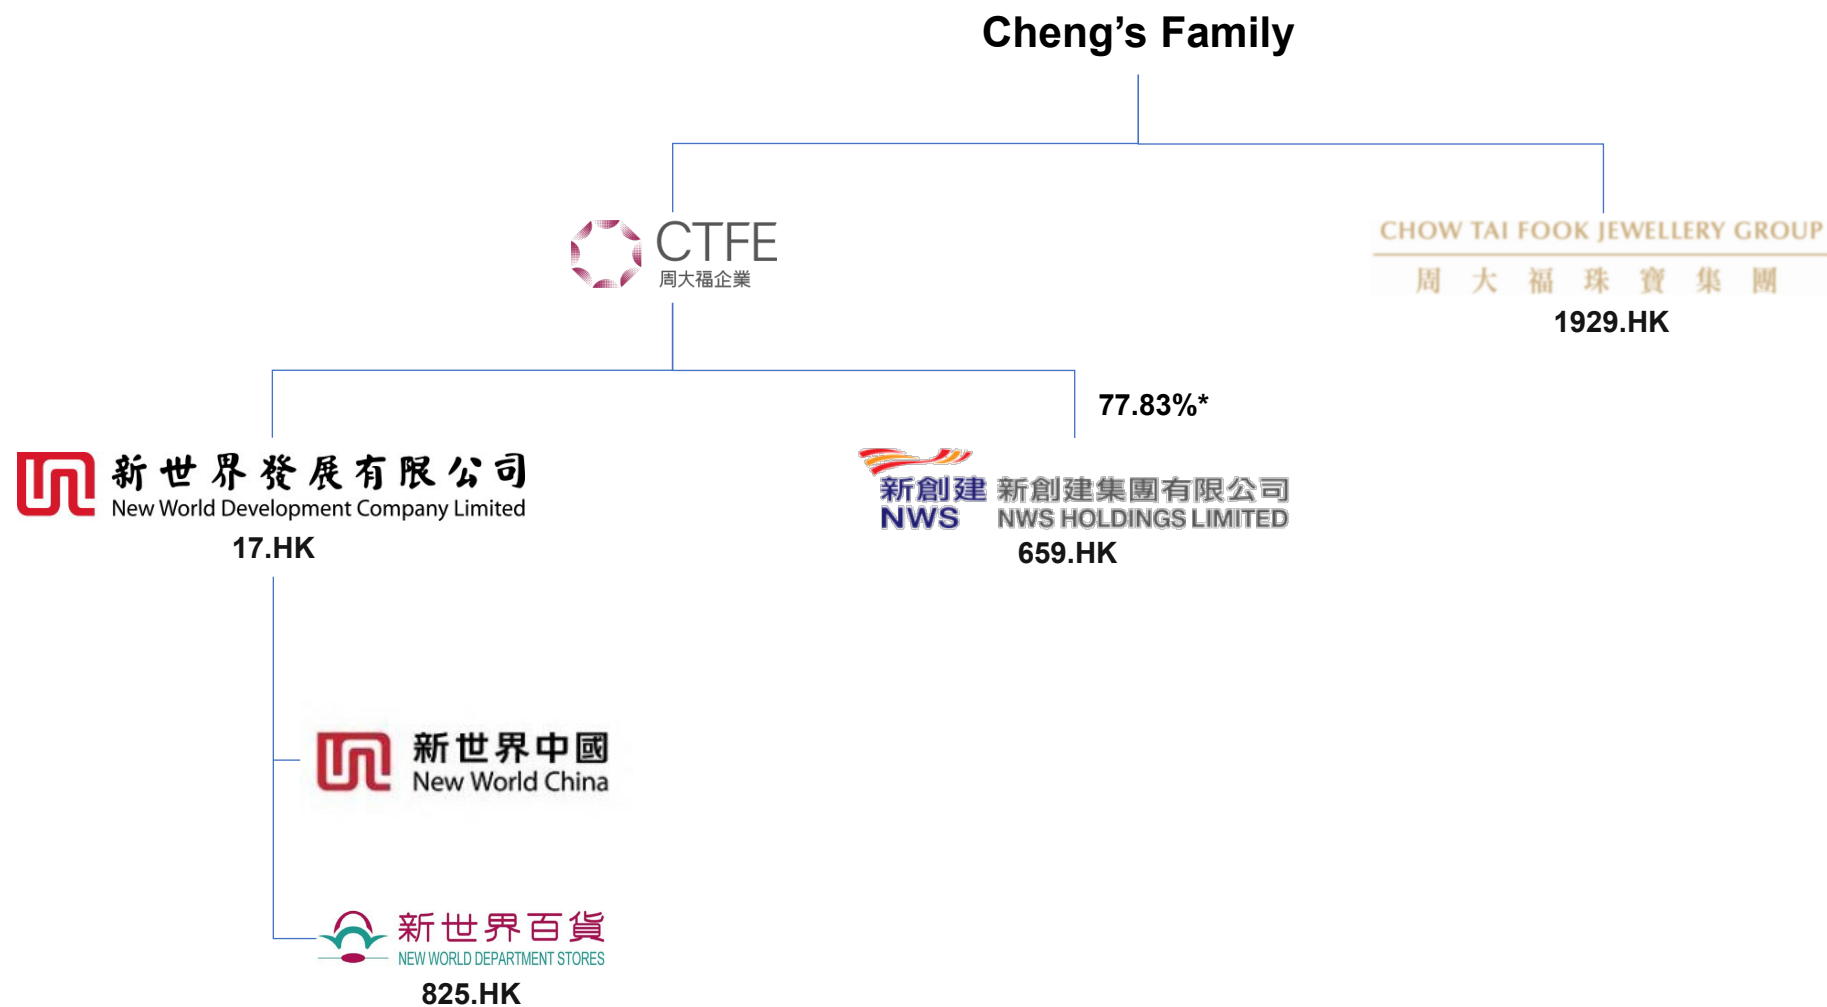 Cheng’s Family
CTFE
周大福企業
CHOW TAI FOOK JEWELLERY GROUP
周大福珠寶集團
1929.HK
77.83%*
新世界發展有限公司
New World Development Company Limited
17.HK
新創建
NWS
新創建集團有限公司
NWS HOLDINGS LIMITED
659.HK
新世界中國
New World China
新世界百貨
NEW WORLD DEPARTMENT STORES
825.HK